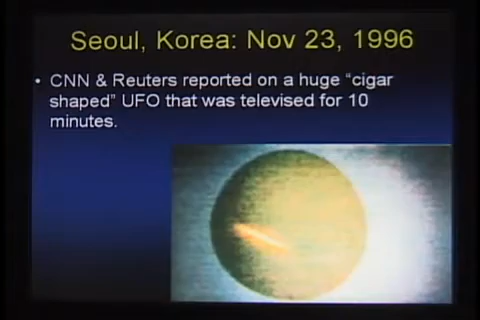 Seoul, Korea: Nov 23, 1996
• CNN & Reuters reported on a huge “cigar
shaped” UFO that was televised for 10
minutes.